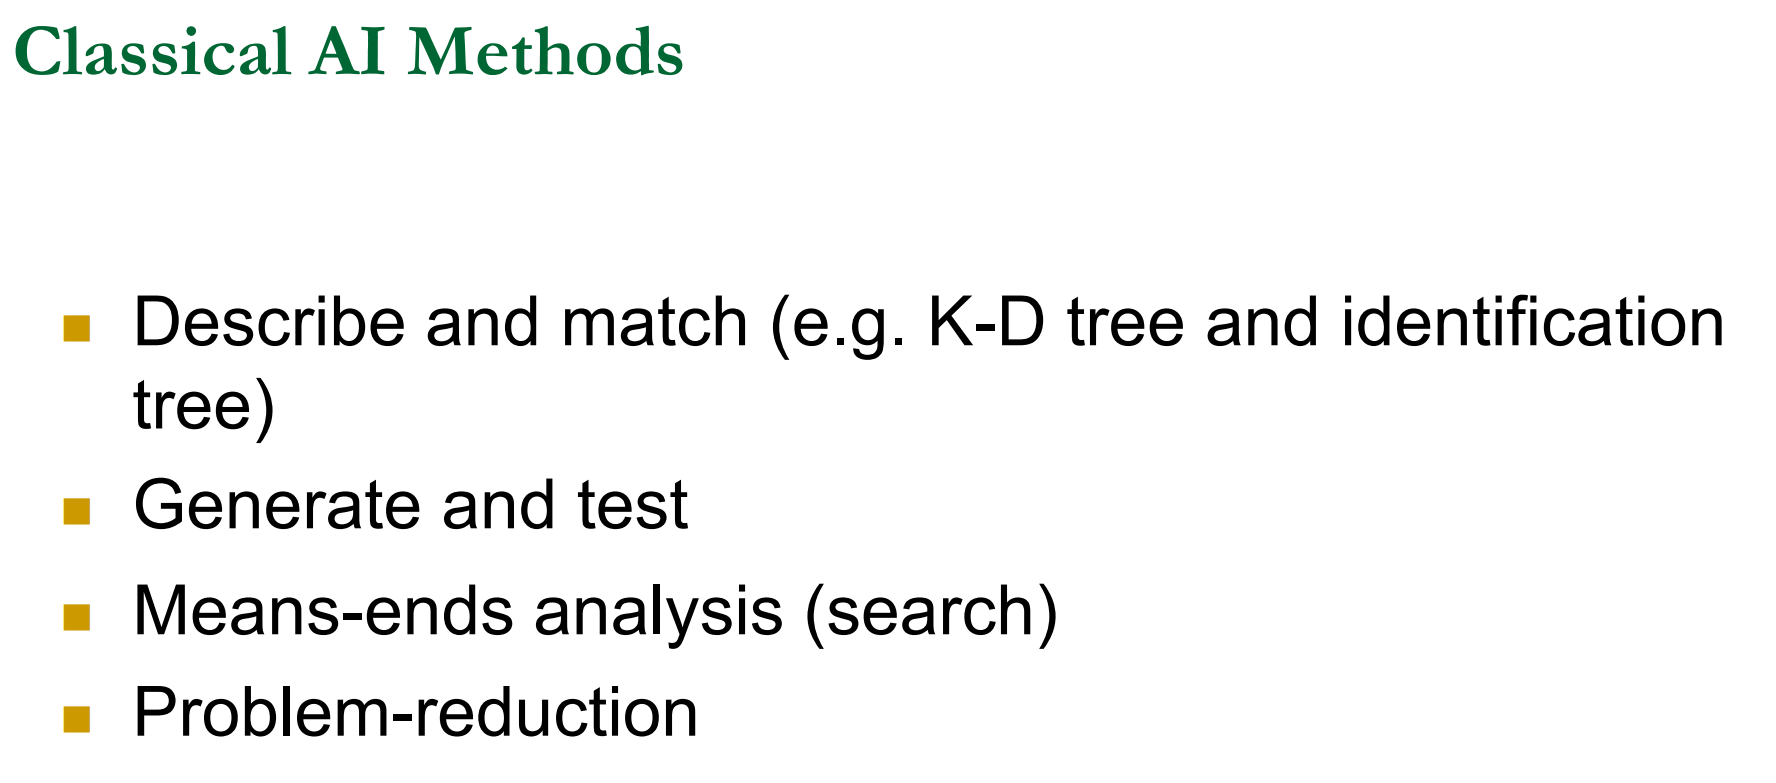 Classical AI Methods
Describe and match (e.g. K-D tree and identification
tree)
Generate and test
Means-ends analysis (search)
Problem-reduction